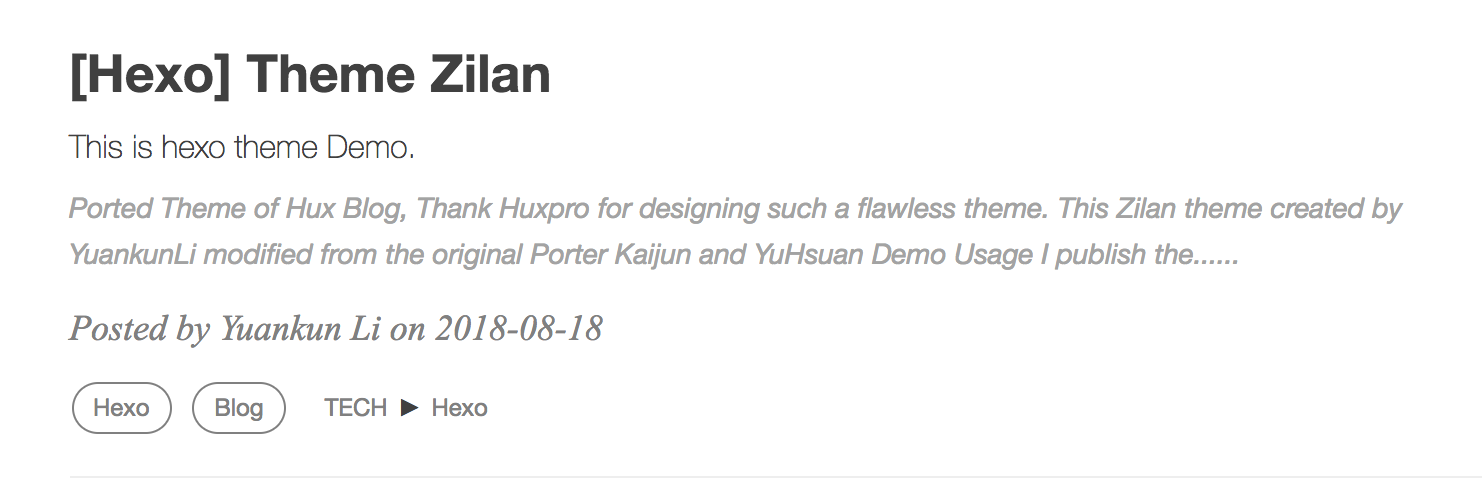 [Hexo] Theme Zilan
This is hexo theme Demo.
Ported Theme of Hux Blog, Thank Huxpro for designing such a flawless theme. This Zilan theme created by
YuankunLi modified from the original Porter Kaijun and YuHsuan Demo Usage I publish the......
Posted by Yuankun Li on 2018-08-18
Hexo Blog TECH ▶ Hexo